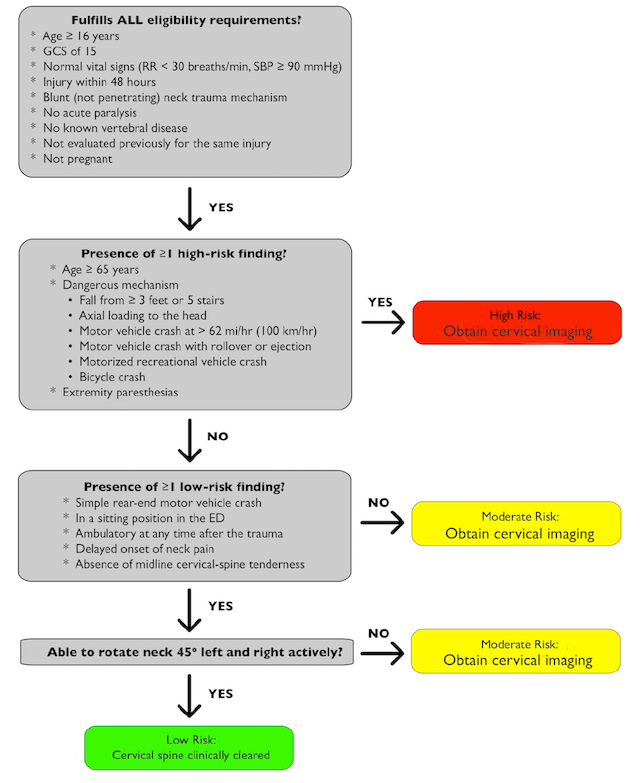 Fulfills ALL eligibility requirements?
* Age ≥ 16 years
* GCS of 15
* Normal vital signs (RR < 30 breaths/min, SBP ≥ 90 mmHg)
* Injury within 48 hours
* Blunt (not penetrating) neck trauma mechanism
* No acute paralysis
* No known vertebral disease
* Not evaluated previously for the same injury
* Not pregnant
YES
Presence of ≥1 high-risk finding?
* Age ≥ 65 years
* Dangerous mechanism
• Fall from ≥ 3 feet or 5 stairs
• Axial loading to the head
• Motor vehicle crash at > 62 mi/hr (100 km/hr)
• Motor vehicle crash with rollover or ejection
• Motorized recreational vehicle crash
• Bicycle crash
* Extremity paresthesias
YES
High Risk:
Obtain cervical imaging
NO
Presence of ≥1 low-risk finding?
* Simple rear-end motor vehicle crash
* In a sitting position in the ED
* Ambulatory at any time after the trauma
* Delayed onset of neck pain
* Absence of midline cervical-spine tenderness
NO
Moderate Risk:
Obtain cervical imaging
YES
Able to rotate neck 45° left and right actively?
NO
Moderate Risk:
Obtain cervical imaging
YES
Low Risk:
Cervical spine clinically cleared